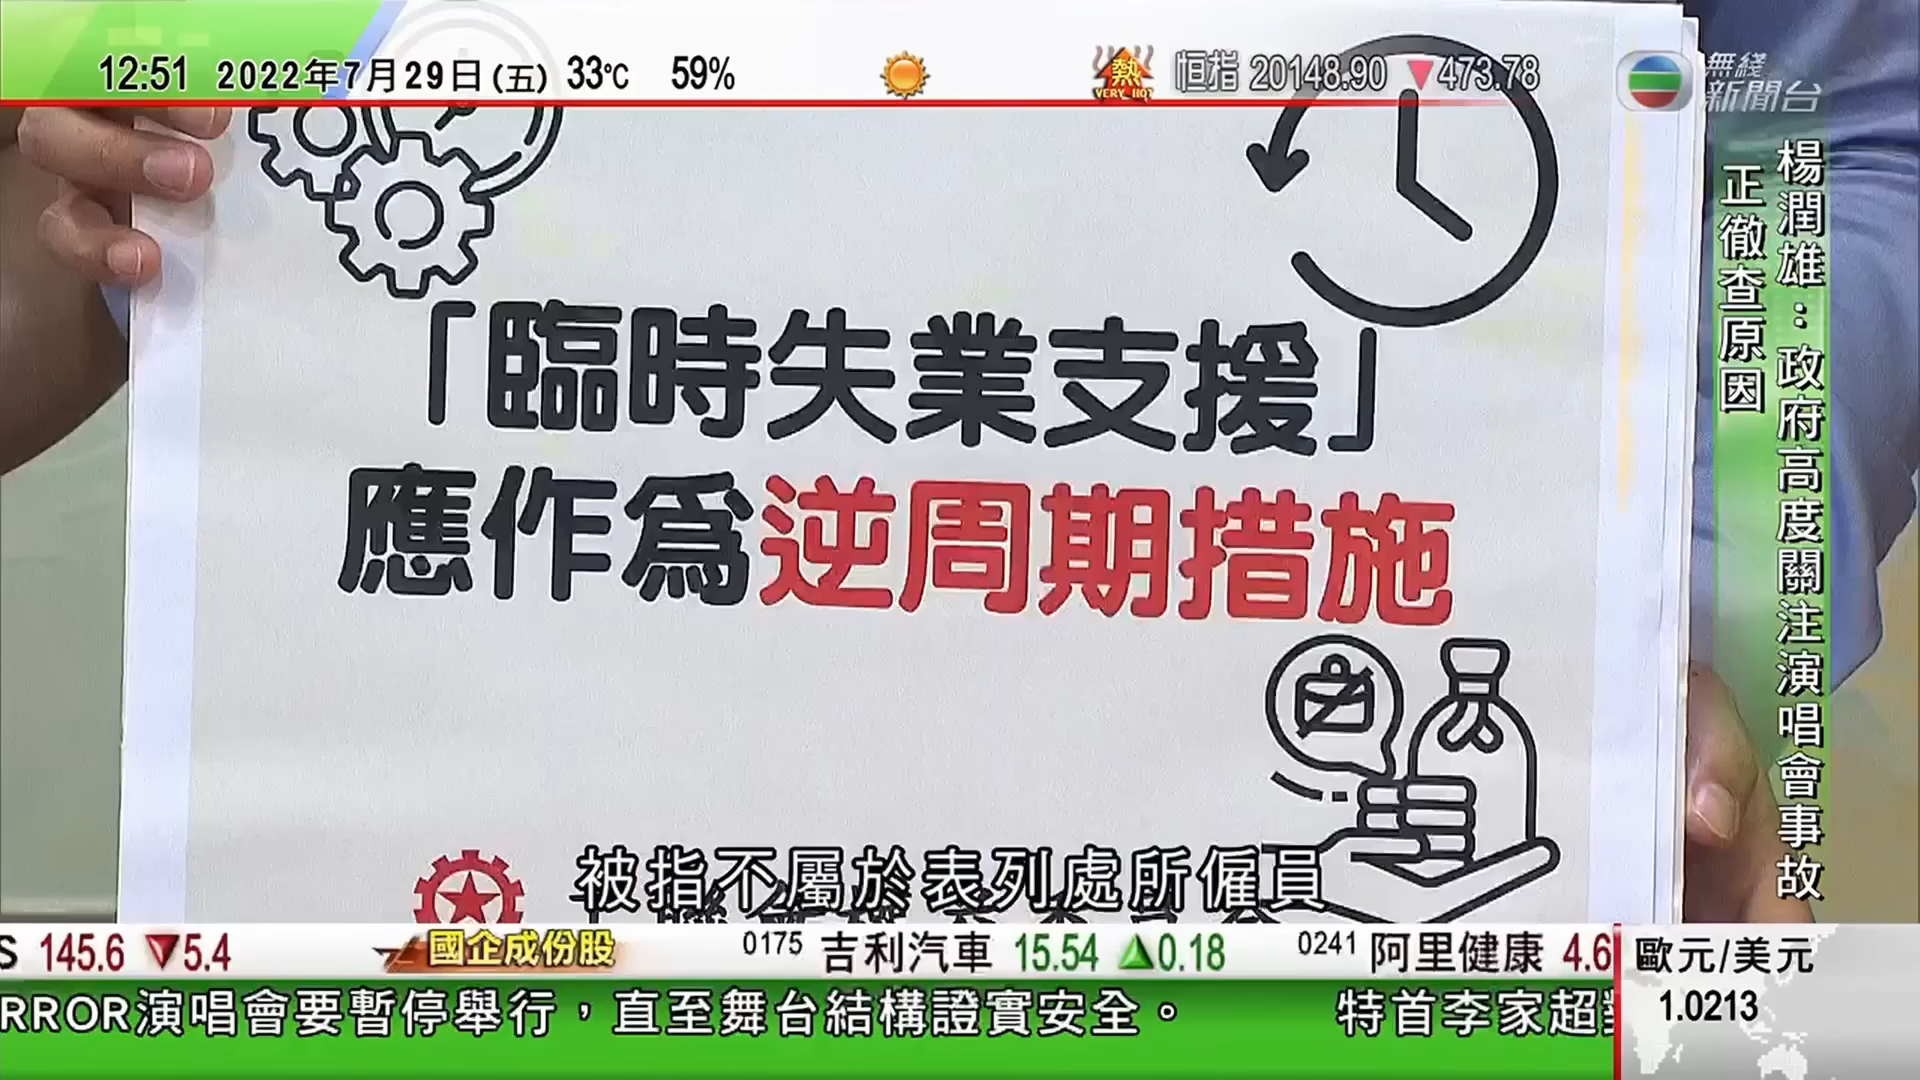 12:51 2022年7月29日(五) 33℃ 59% 熱 VERY HOT 恒指 20148.90 ▼473.78
無綫
新聞台
楊潤雄：政府高度關注演唱會事故
正徹查原因
「臨時失業支援」
應作為逆周期措施
被指不屬於表列處所僱員
S 145.6 ▼5.4 國企成份股 0175 吉利汽車 15.54 ▲0.18 0241 阿里健康 4.6
RROR演唱會要暫停舉行，直至舞台結構證實安全。 特首李家超
歐元/美元
1.0213